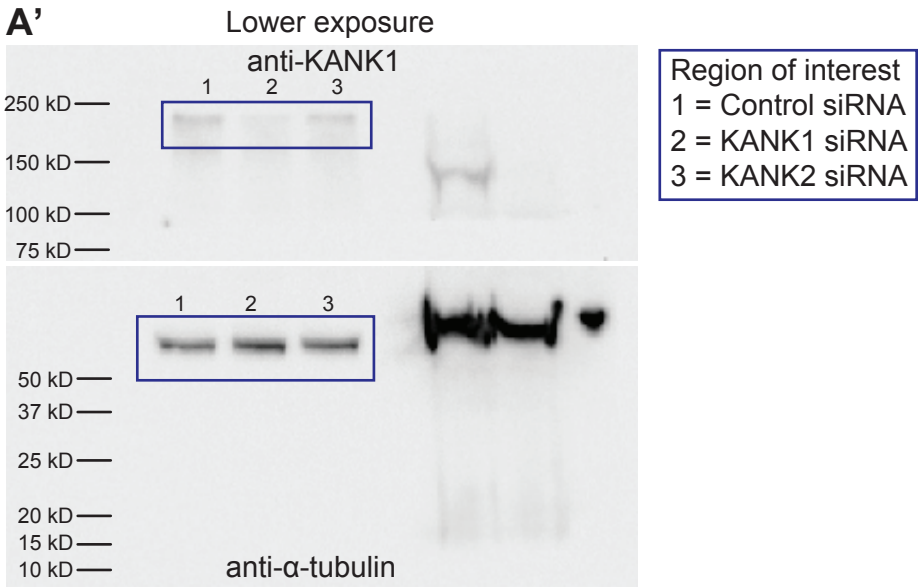 A’
Lower exposure
anti-KANK1
1 2 3
250 kD
150 kD
100 kD
75 kD
Region of interest
1 = Control siRNA
2 = KANK1 siRNA
3 = KANK2 siRNA
1 2 3
50 kD
37 kD
25 kD
20 kD
15 kD
10 kD
anti-α-tubulin